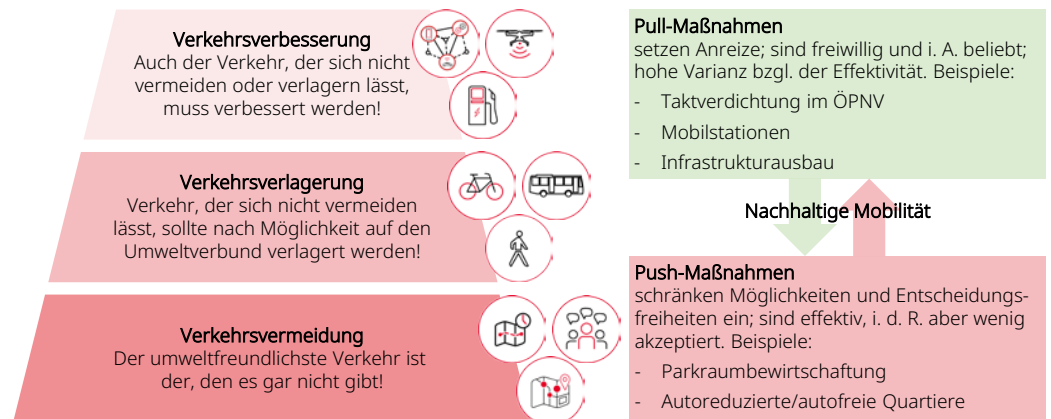 Verkehrsverbesserung
Auch der Verkehr, der sich nicht
vermeiden oder verlagern lässt,
muss verbessert werden!
Verkehrsverlagerung
Verkehr, der sich nicht vermeiden
lässt, sollte nach Möglichkeit auf den
Umweltverbund verlagert werden!
Verkehrsvermeidung
Der umweltfreundlichste Verkehr ist
der, den es gar nicht gibt!
Pull-Maßnahmen
setzen Anreize; sind freiwillig und i. A. beliebt;
hohe Varianz bzgl. der Effektivität. Beispiele:
- Taktverdichtung im ÖPNV
- Mobilstationen
- Infrastrukturausbau
Nachhaltige Mobilität
Push-Maßnahmen
schränken Möglichkeiten und Entscheidungs-
freiheiten ein; sind effektiv, i. d. R. aber wenig
akzeptiert. Beispiele:
- Parkraumbewirtschaftung
- Autoreduzierte/autofreie Quartiere